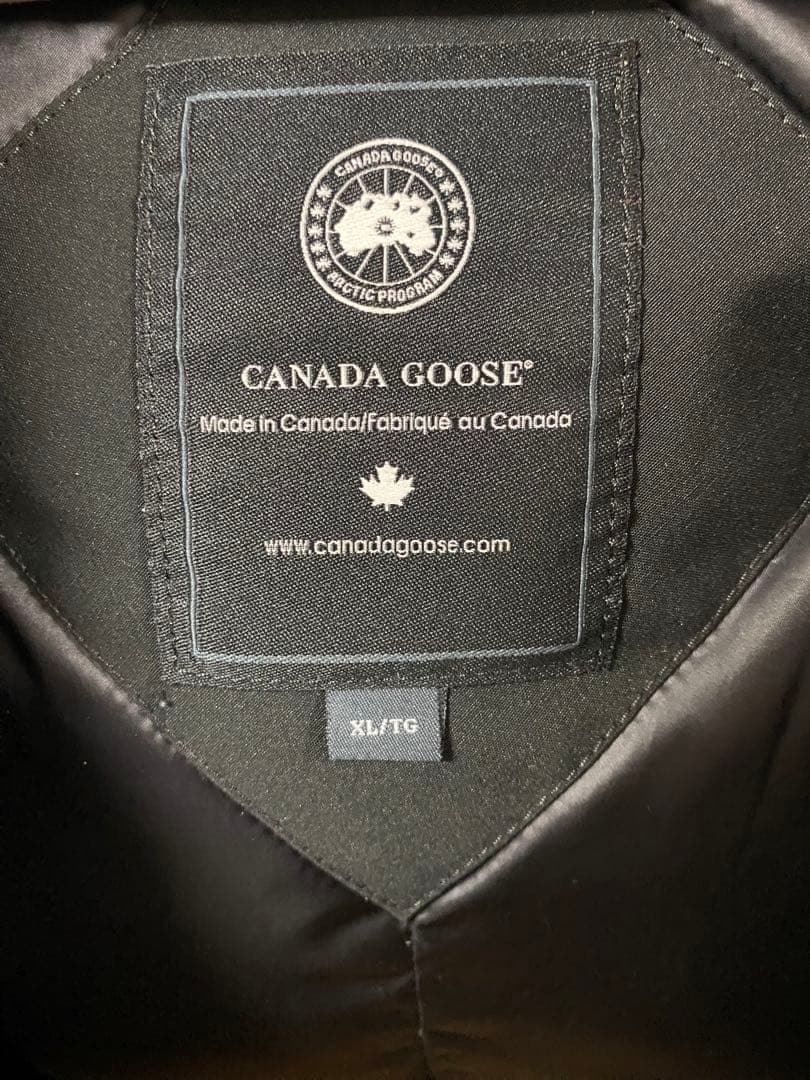 CANADA GOOSE®
ARCTIC PROGRAM
CANADA GOOSE®
Made in Canada/Fabriqué au Canada
www.canadagoose.com
XL/TG